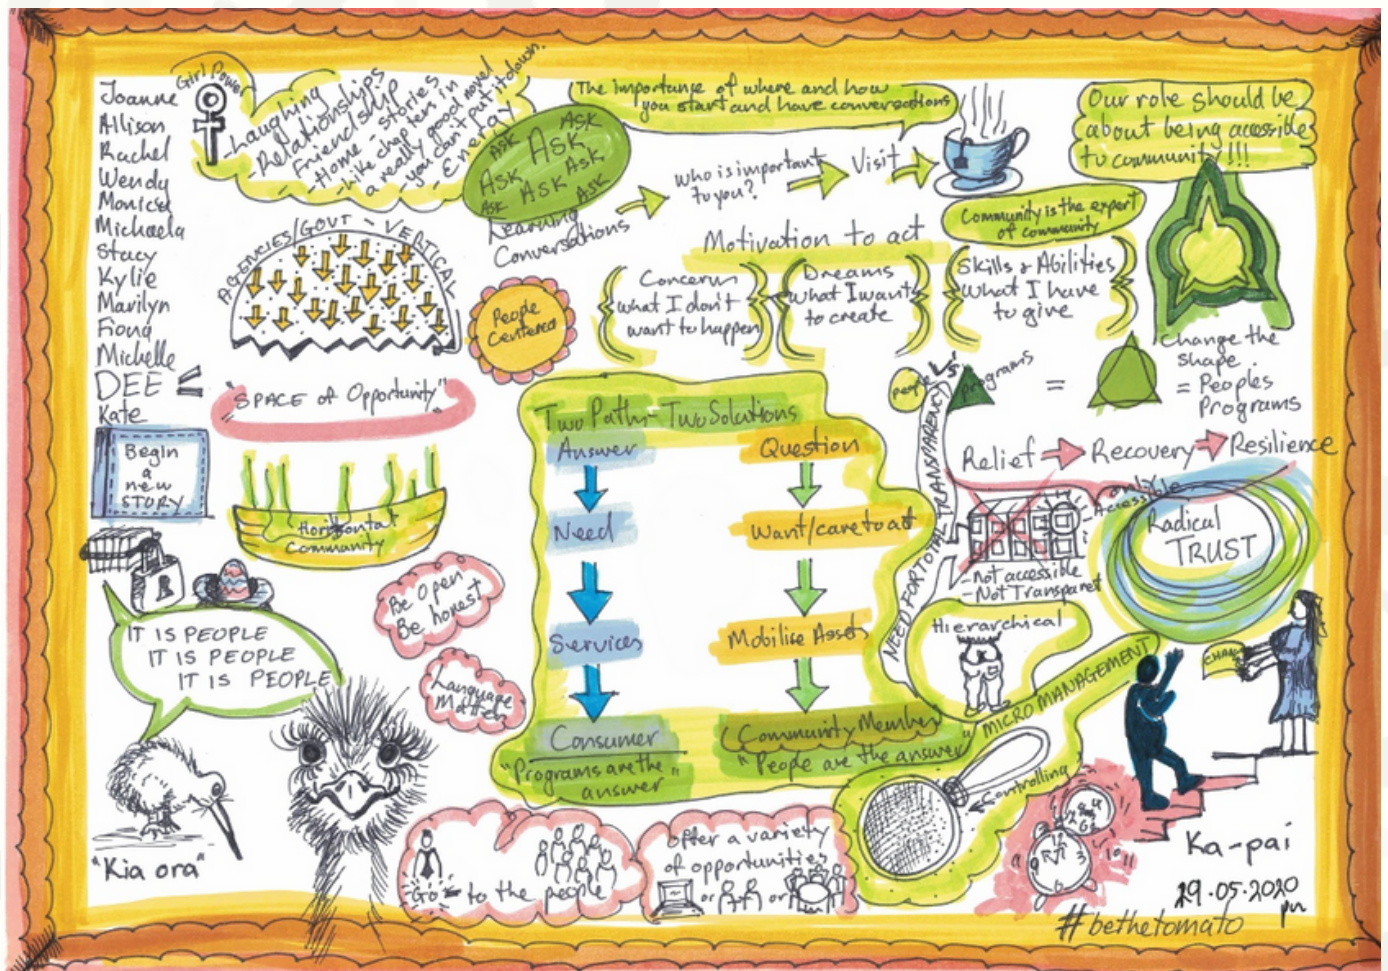 Joanne
Allison
Rachel
Wendy
Monica
Michaela
Stacy
Kylie
Marilyn
Fiona
Michelle
DEE
Kate
Girl Power
- Laughing
- Relationships
Friendship
- Home - stories
- like chapters in
a really good novel
- you can't put it down.
- Energy
ASK
ASK
ASK
ASK
ASK
ASK
ASK
ASK
Learning
Conversations
The importance of where and how
you start and have conversations
who is important
to you?
Visit
Our role should be
about being accessible
to community!!!
Community is the expert
of community
Motivation to act
Concern
what I don't
want to happen
Dreams
what I want
to create
Skills & Abilities
what I have
to give
AGENCIES/GOVT - VERTICAL
People
Centered
"SPACE of Opportunity"
Begin
a
new
STORY
Horizontal
Community
Be Open
Be honest
Language
Matters
IT IS PEOPLE
IT IS PEOPLE
IT IS PEOPLE
"Kia ora"
Two Paths - Two Solutions
Answer
Need
Services
Consumer
"Programs are the
answer"
Question
Want/care to act
Mobilise Assets
Community Member
"People are the answer"
people
vs
programs
=
Change the
shape
= Peoples
Programs
Relief
Recovery
Resilience
NEED FOR TOTAL TRANSPARENCY
only
Accessible
- Not accessible
- Not Transparet
Radical
TRUST
Hierarchical
MICRO MANAGEMENT
Controlling
Go to the people
offer a variety
of opportunities
or
or
Ka-pai
29.05.2020
#bethetomato